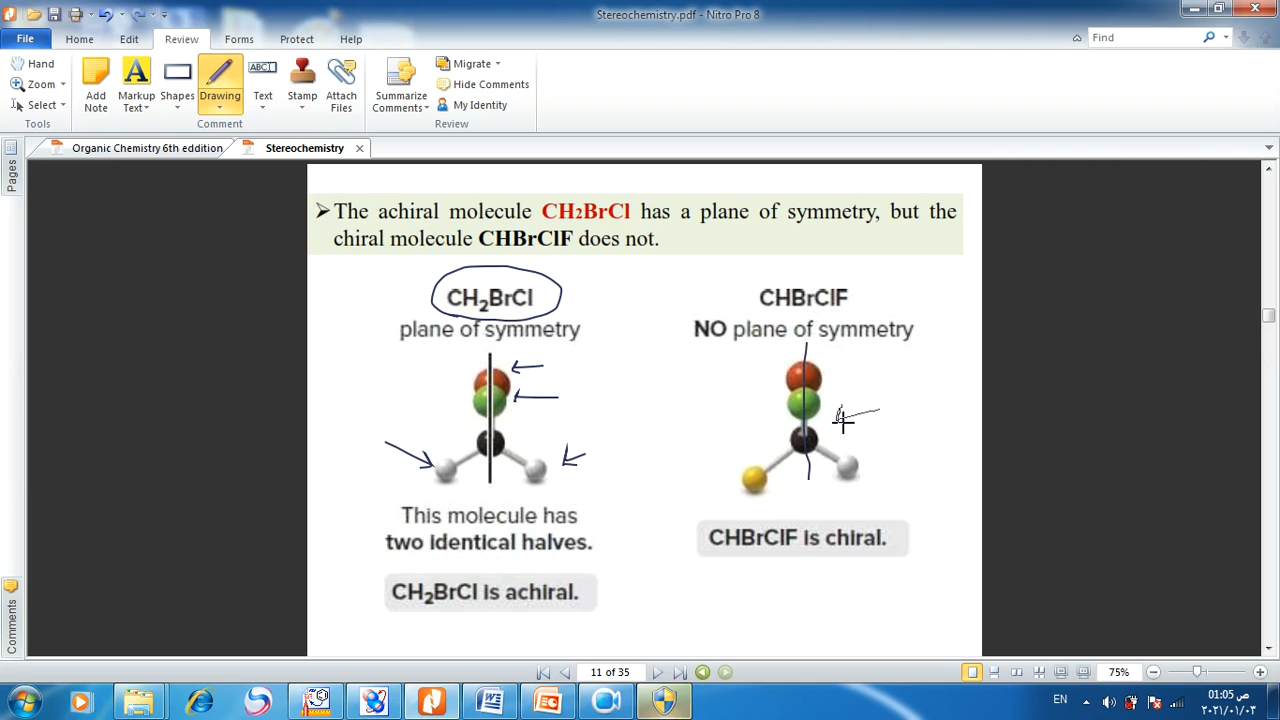 Stereochemistry.pdf - Nitro Pro 8
File Home Edit Review Forms Protect Help
Find
Hand
Zoom
Select
Tools
Add Note
Markup Text
Shapes
Drawing
ABC
Text
Stamp
Attach Files
Comment
Summarize Comments
Migrate
Hide Comments
My Identity
Review
Pages
Organic Chemistry 6th eddition
Stereochemistry
➢ The achiral molecule CH₂BrCl has a plane of symmetry, but the
chiral molecule CHBrClF does not.
CH₂BrCl
plane of symmetry
This molecule has
two identical halves.
CH₂BrCl is achiral.
CHBrClF
NO plane of symmetry
CHBrClF is chiral.
Comments
11 of 35
75%
EN
01:05 ص
٢٠٢١/٠١/٠٣